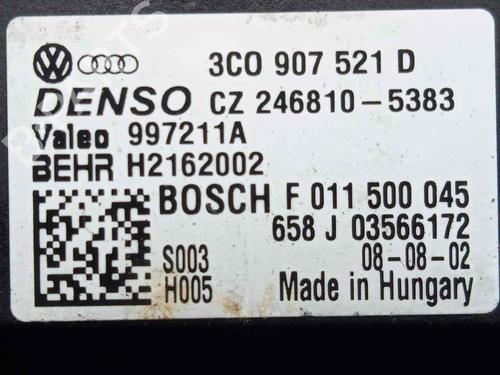 3C0 907 521 D
DENSO CZ 246810-5383
Valeo 997211A
BEHR H2162002
BOSCH F 011 500 045
658 J 03566172
S003 08-08-02
H005 Made in Hungary